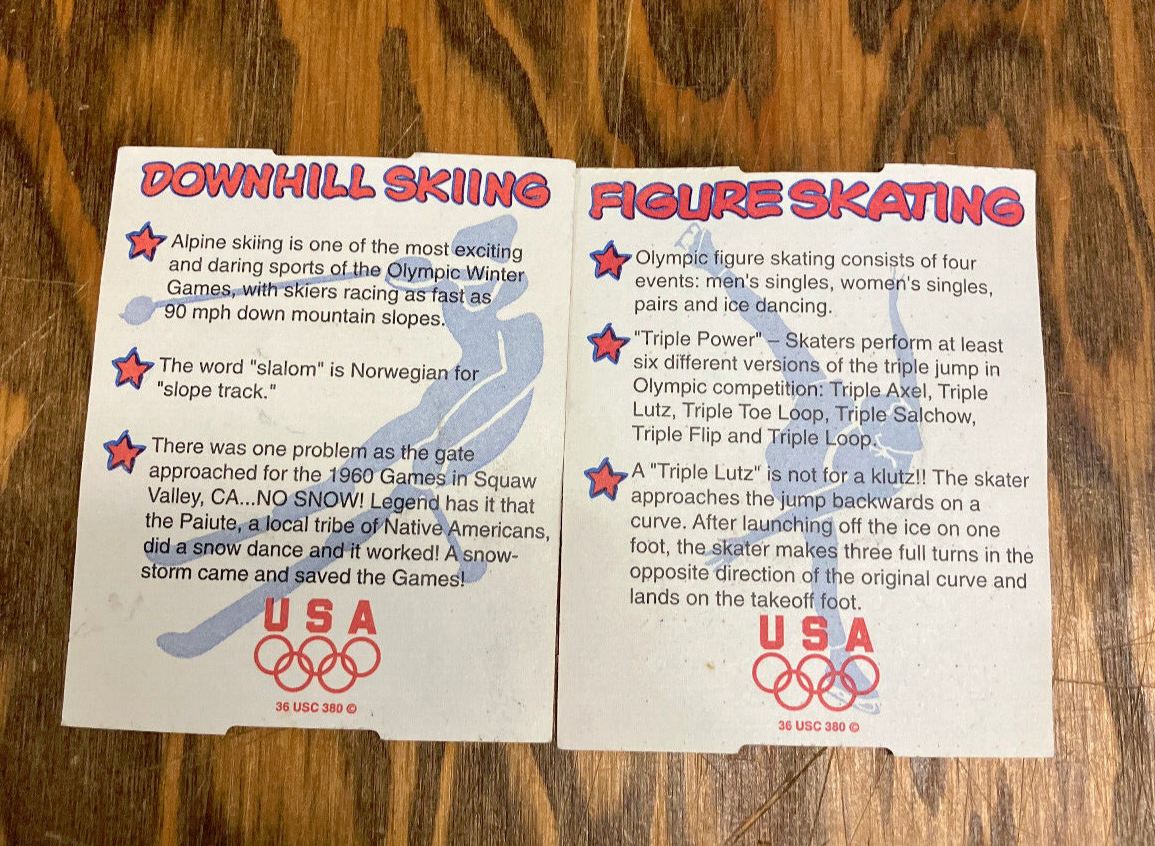 DOWNHILL SKIING
Alpine skiing is one of the most exciting
and daring sports of the Olympic Winter
Games, with skiers racing as fast as
90 mph down mountain slopes.
The word "slalom" is Norwegian for
"slope track."
There was one problem as the gate
approached for the 1960 Games in Squaw
Valley, CA...NO SNOW! Legend has it that
the Paiute, a local tribe of Native Americans,
did a snow dance and it worked! A snow-
storm came and saved the Games!
USA
36 USC 380 ©
FIGURE SKATING
Olympic figure skating consists of four
events: men's singles, women's singles,
pairs and ice dancing.
"Triple Power" – Skaters perform at least
six different versions of the triple jump in
Olympic competition: Triple Axel, Triple
Lutz, Triple Toe Loop, Triple Salchow,
Triple Flip and Triple Loop.
A "Triple Lutz" is not for a klutz!! The skater
approaches the jump backwards on a
curve. After launching off the ice on one
foot, the skater makes three full turns in the
opposite direction of the original curve and
lands on the takeoff foot.
USA
36 USC 380 ©